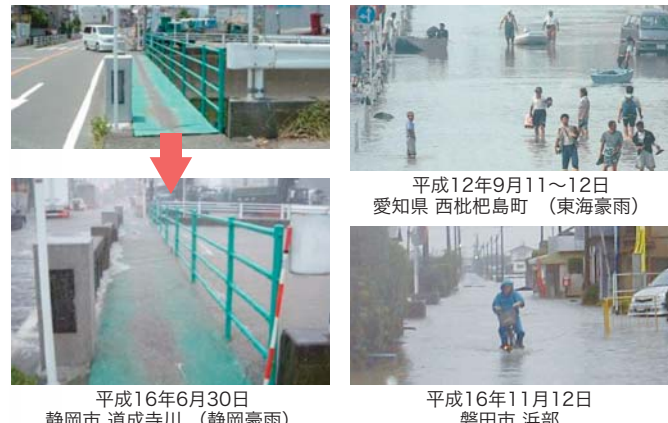 平成12年9月11〜12日
愛知県 西枇杷島町 （東海豪雨）
平成16年6月30日
静岡市 道成寺川 （静岡豪雨）
平成16年11月12日
磐田市 浜部